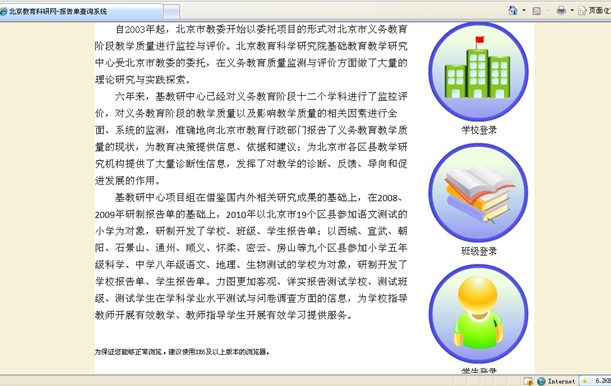 北京教育科研网-报告单查询系统
页面(P)
自2003年起，北京市教委开始以委托项目的形式对北京市义务教育
阶段教学质量进行监控与评价。北京教育科学研究院基础教育教学研究
中心受北京市教委的委托，在义务教育质量监测与评价方面做了大量的
理论研究与实践探索。
六年来，基教研中心已经对义务教育阶段十二个学科进行了监控评
价，对义务教育阶段的教学质量以及影响教学质量的相关因素进行全
面、系统的监测，准确地向北京市教育行政部门报告了义务教育教学质
量的现状，为教育决策提供信息、依据和建议；为北京市各区县教学研
究机构提供了大量诊断性信息，发挥了对教学的诊断、反馈、导向和促
进发展的作用。
基教研中心项目组在借鉴国内外相关研究成果的基础上，在2008、
2009年研制报告单的基础上，2010年以北京市19个区县参加语文测试的
小学为对象，研制开发了学校、班级、学生报告单；以西城、宣武、朝
阳、石景山、通州、顺义、怀柔、密云、房山等九个区县参加小学五年
级科学、中学八年级语文、地理、生物测试的学校为对象，研制开发了
学校报告单、学生报告单。力图更加客观、详实报告测试学校、测试班
级、测试学生在学科学业水平测试与问卷调查方面的信息，为学校指导
教师开展有效教学、教师指导学生开展有效学习提供服务。
为保证您能够正常浏览，建议使用IE6及以上版本的浏览器。
学校登录
班级登录
学生登录
Internet